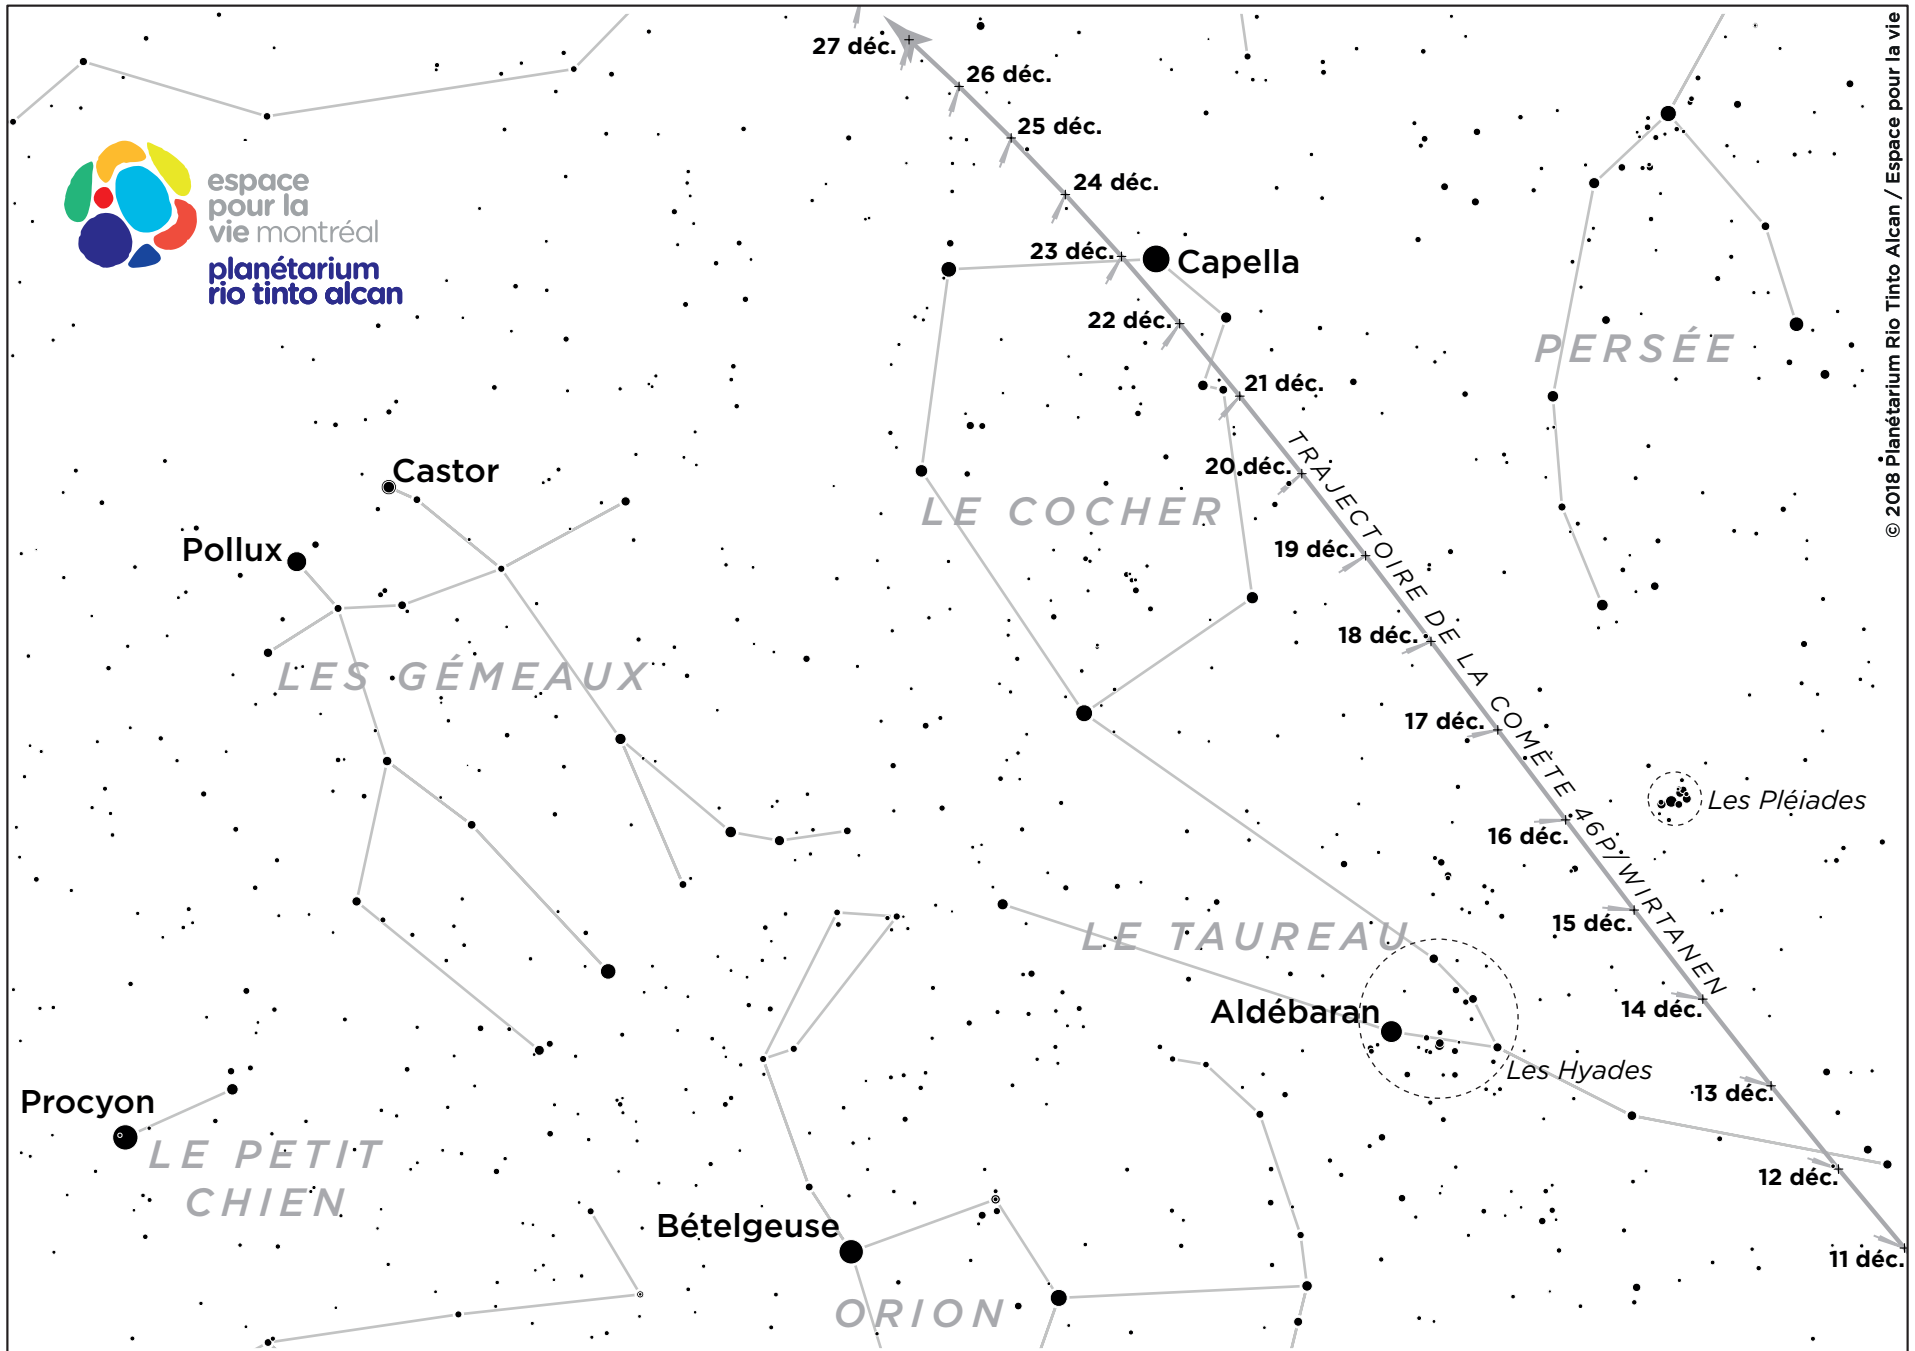 27 déc.
26 déc.
25 déc.
24 déc.
23 déc.
Capella
22 déc.
21 déc.
20 déc.
19 déc.
18 déc.
17 déc.
16 déc.
15 déc.
14 déc.
13 déc.
12 déc.
11 déc.
TRAJECTOIRE DE LA COMÈTE 46P/WIRTANEN
espace
pour la
vie montréal
planétarium
rio tinto alcan
PERSÉE
Castor
Pollux
LE COCHER
LES GÉMEAUX
Les Pléiades
LE TAUREAU
Aldébaran
Les Hyades
Procyon
LE PETIT
CHIEN
Bételgeuse
ORION
© 2018 Planétarium Rio Tinto Alcan / Espace pour la vie